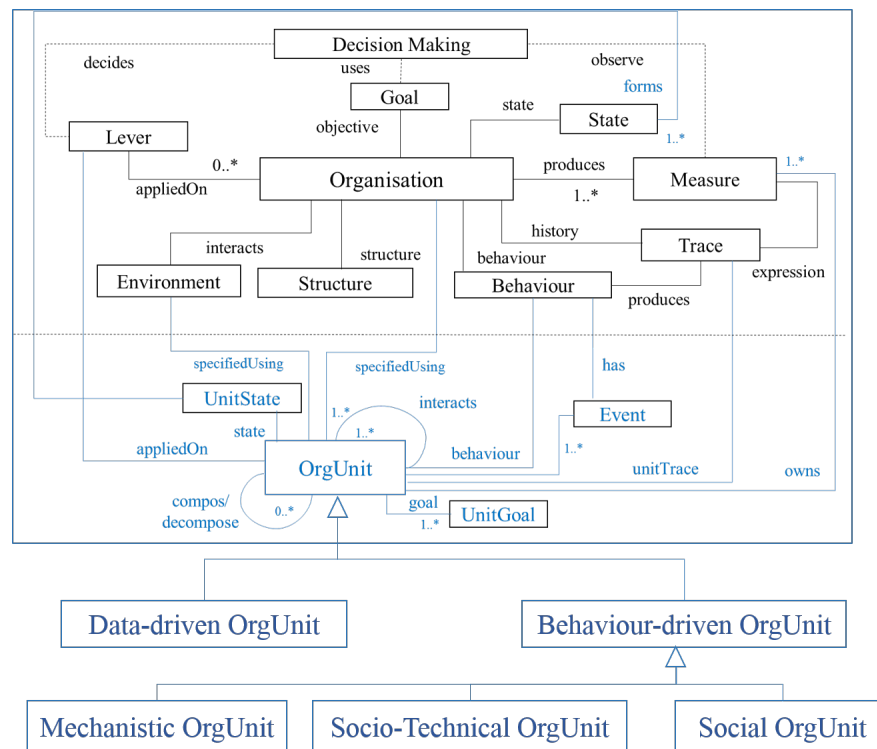 Decision Making
decides
uses
observe
Goal
forms
state
State
Lever
objective
1..*
0..*
produces
1..*
appliedOn
Organisation
1..*
Measure
history
Trace
interacts
structure
behaviour
expression
Environment
Structure
Behaviour
produces
specifiedUsing
specifiedUsing
has
UnitState
interacts
1..*
Event
state
1..*
1..*
appliedOn
OrgUnit
behaviour
unitTrace
owns
compos/
decompose
0..*
goal
1..*
UnitGoal
Data-driven OrgUnit
Behaviour-driven OrgUnit
Mechanistic OrgUnit
Socio-Technical OrgUnit
Social OrgUnit